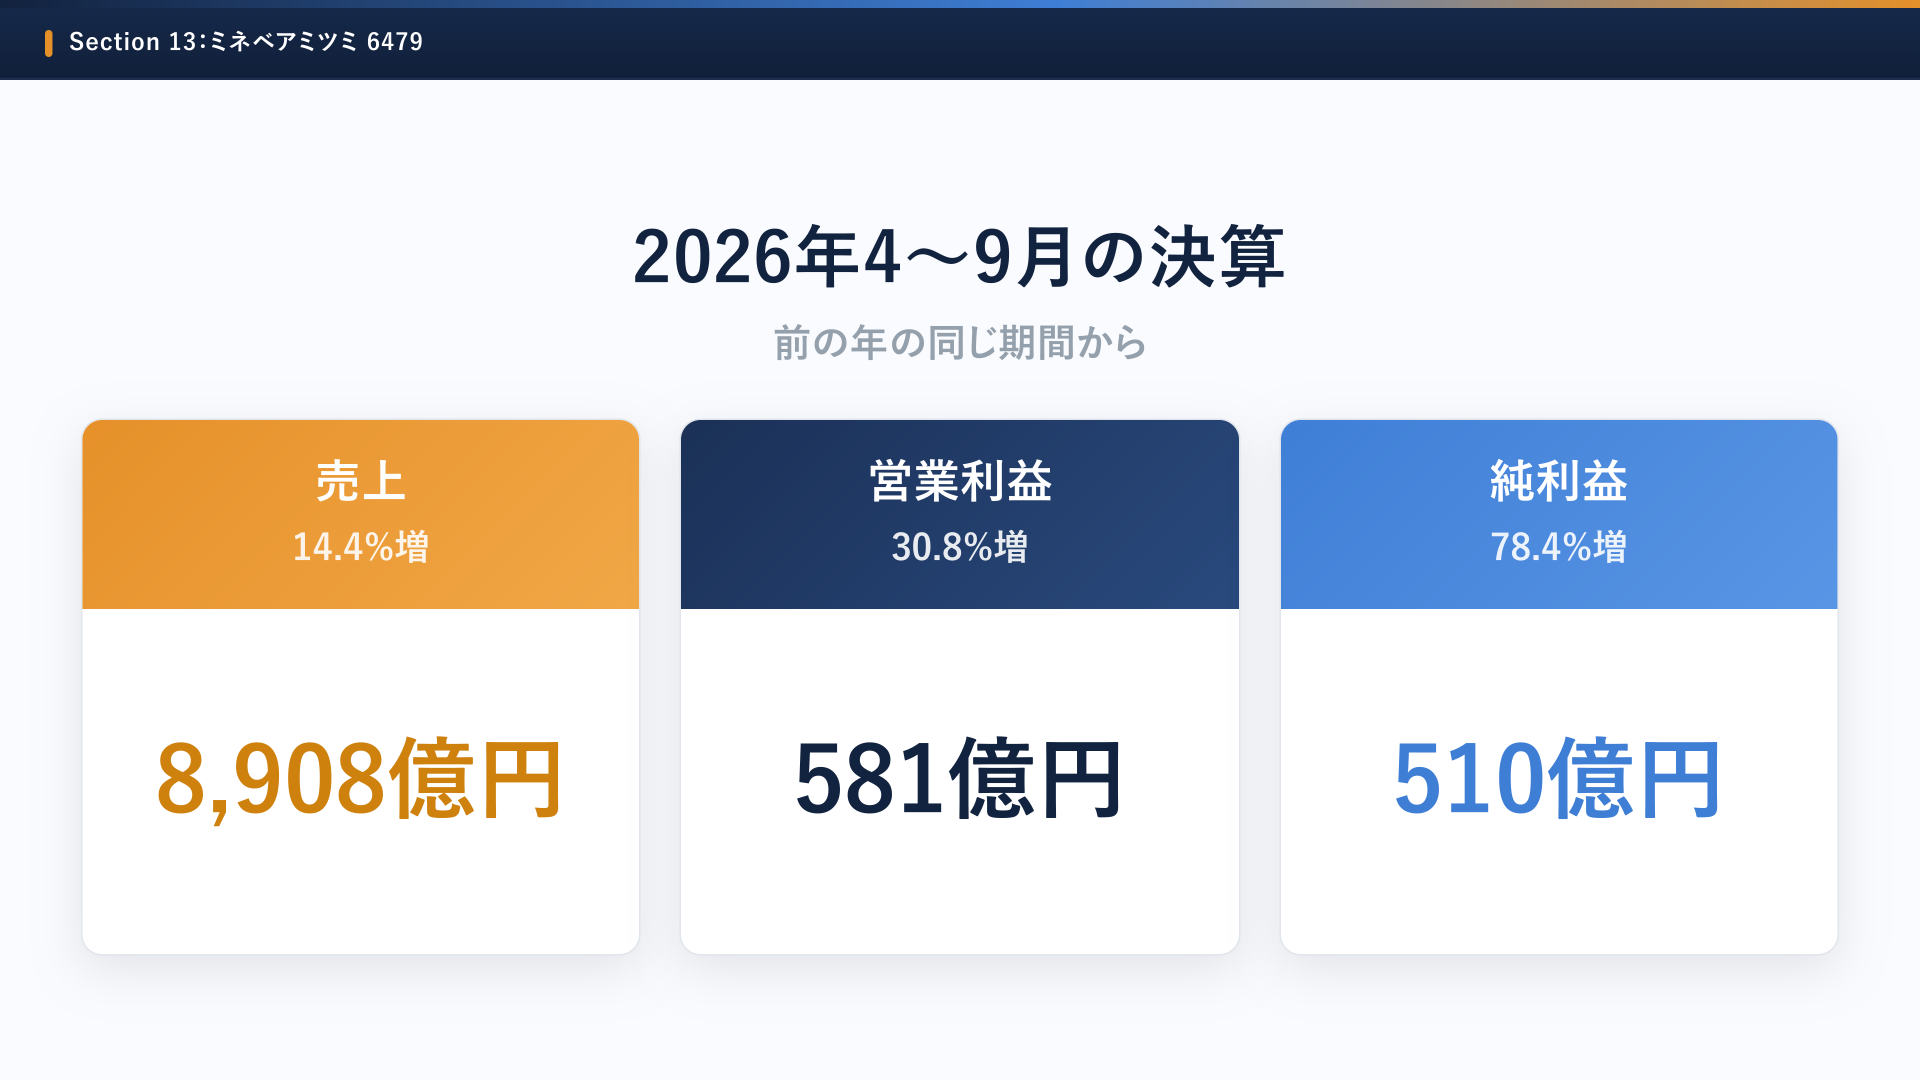 Section 13：ミネベアミツミ 6479
2026年4〜9月の決算
前の年の同じ期間から
売上
14.4%増
8,908億円
営業利益
30.8%増
581億円
純利益
78.4%増
510億円